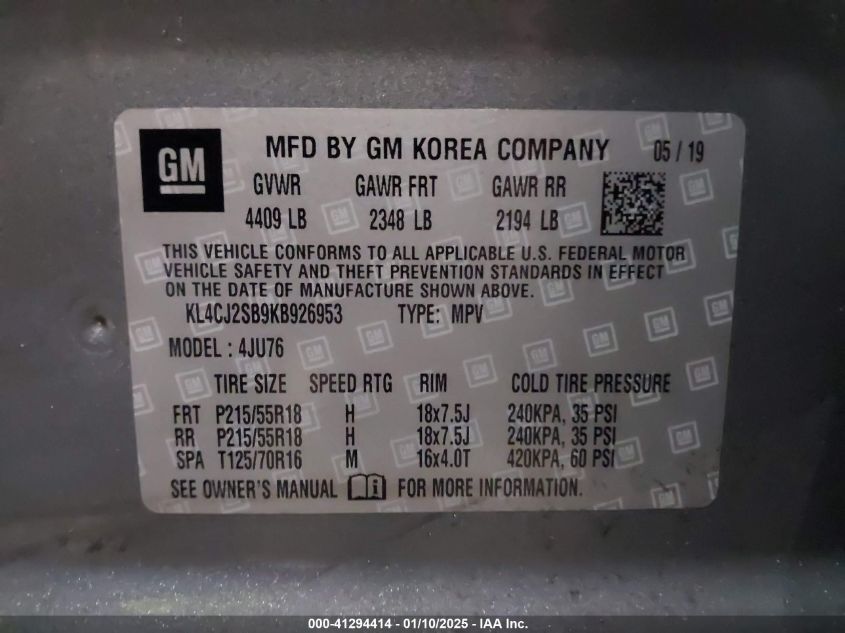 GM MFD BY GM KOREA COMPANY 05 / 19
GVWR GAWR FRT GAWR RR
4409 LB 2348 LB 2194 LB
THIS VEHICLE CONFORMS TO ALL APPLICABLE U.S. FEDERAL MOTOR
VEHICLE SAFETY AND THEFT PREVENTION STANDARDS IN EFFECT
ON THE DATE OF MANUFACTURE SHOWN ABOVE.
KL4CJ2SB9KB926953 TYPE: MPV
MODEL : 4JU76
TIRE SIZE SPEED RTG RIM COLD TIRE PRESSURE
FRT P215/55R18 H 18x7.5J 240KPA, 35 PSI
RR P215/55R18 H 18x7.5J 240KPA, 35 PSI
SPA T125/70R16 M 16x4.0T 420KPA, 60 PSI
SEE OWNER'S MANUAL i FOR MORE INFORMATION.
000-41294414 - 01/10/2025 - IAA Inc.